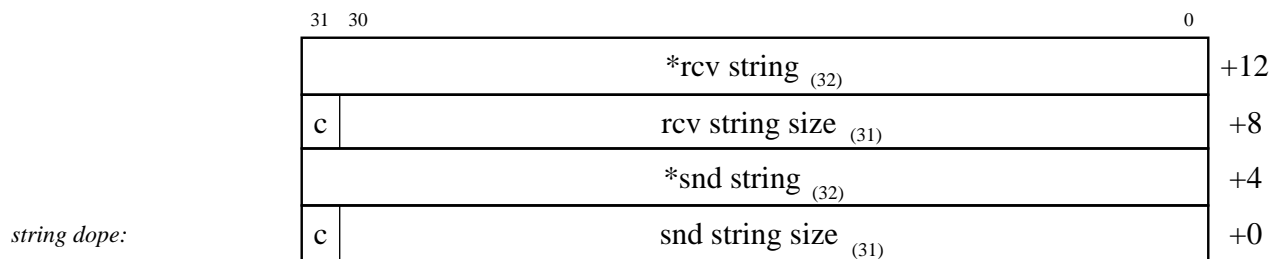 31 30 0
*rcv string (32) +12
c rcv string size (31) +8
*snd string (32) +4
string dope: c snd string size (31) +0